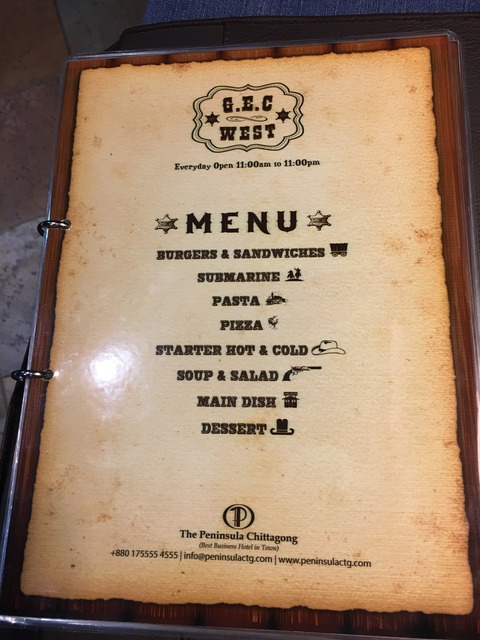 G.E.C
WEST
Everyday Open 11:00am to 11:00pm
MENU
BURGERS & SANDWICHES
SUBMARINE
PASTA
PIZZA
STARTER HOT & COLD
SOUP & SALAD
MAIN DISH
DESSERT
The Peninsula Chittagong
(Best Business Hotel in Town)
+880 175555 4555 | info@peninsulactg.com | www.peninsulactg.com